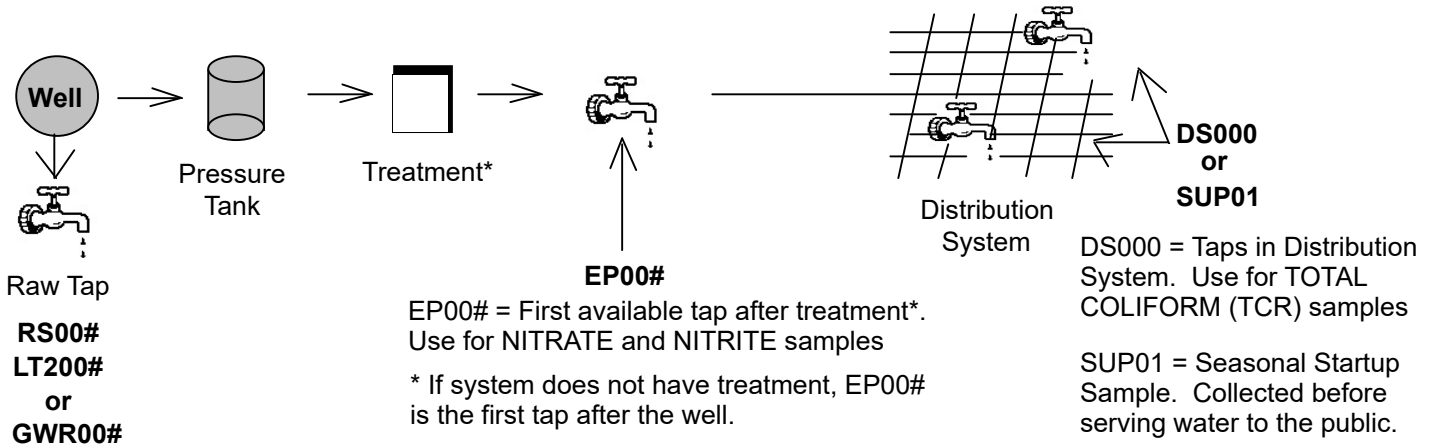 Well
Raw Tap
RS00#
LT200#
or
GWR00#
Pressure
Tank
Treatment*
EP00#
EP00# = First available tap after treatment*.
Use for NITRATE and NITRITE samples
* If system does not have treatment, EP00#
is the first tap after the well.
Distribution
System
DS000
or
SUP01
DS000 = Taps in Distribution
System. Use for TOTAL
COLIFORM (TCR) samples
SUP01 = Seasonal Startup
Sample. Collected before
serving water to the public.